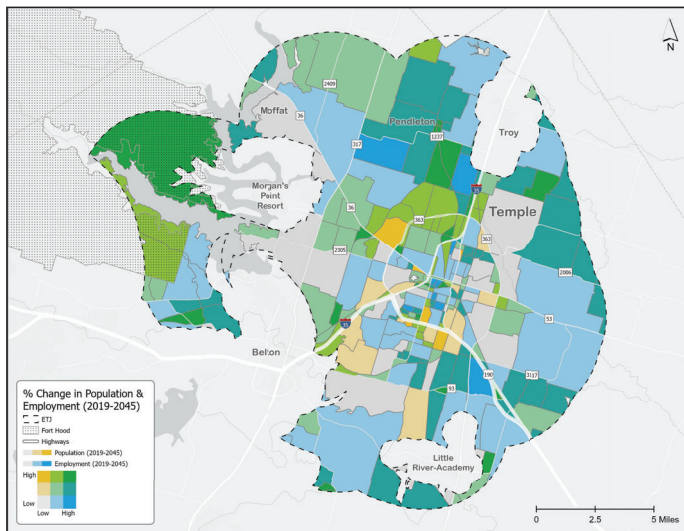 N
2409
Moffat
36
Pendleton
1237
317
Troy
Morgan's
Point
Resort
35
Temple
36
363
363
2305
2086
53
35
Belton
190
3117
93
Little
River-Academy
% Change in Population &
Employment (2019-2045)
ETJ
Fort Hood
Highways
Population (2019-2045)
Employment (2019-2045)
High
Low
Low High
0 2.5 5 Miles